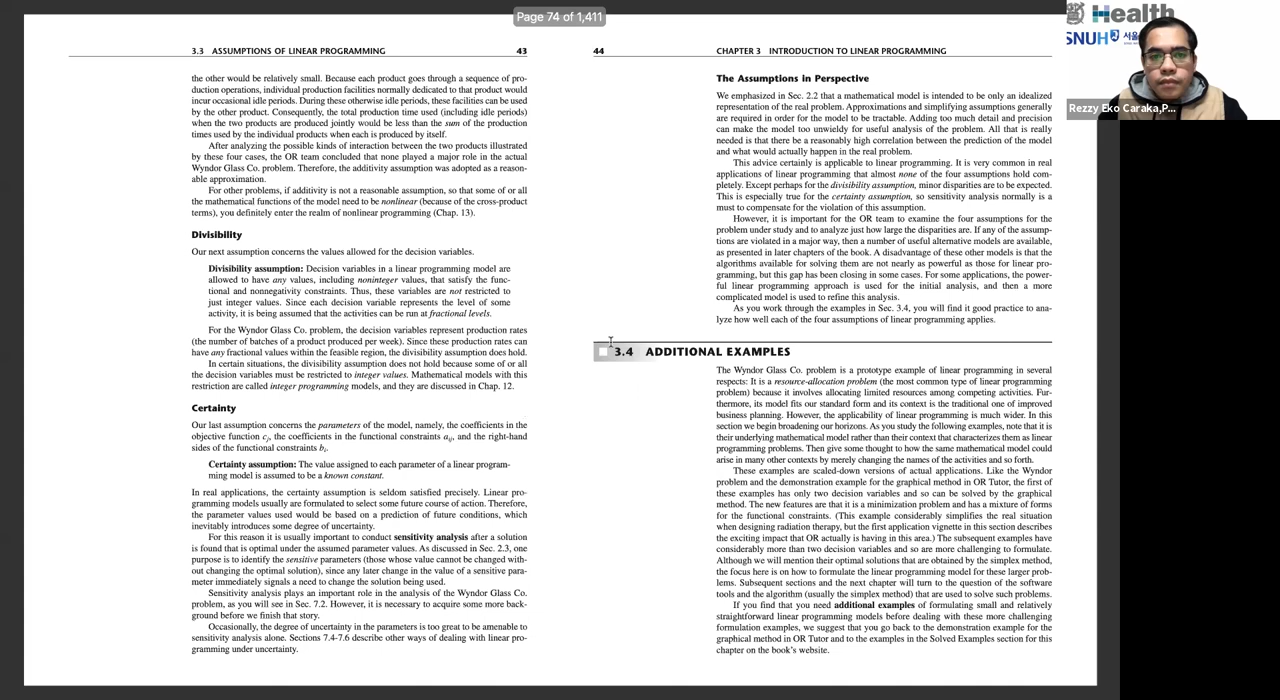 Page 74 of 1,411
Health
SNUH
서울
Rezzy Eko Caraka,P...
3.3 ASSUMPTIONS OF LINEAR PROGRAMMING 43
the other would be relatively small. Because each product goes through a sequence of pro-
duction operations, individual production facilities normally dedicated to that product would
incur occasional idle periods. During these otherwise idle periods, these facilities can be used
by the other product. Consequently, the total production time used (including idle periods)
when the two products are produced jointly would be less than the sum of the production
times used by the individual products when each is produced by itself.
After analyzing the possible kinds of interaction between the two products illustrated
by these four cases, the OR team concluded that none played a major role in the actual
Wyndor Glass Co. problem. Therefore, the additivity assumption was adopted as a reason-
able approximation.
For other problems, if additivity is not a reasonable assumption, so that some of or all
the mathematical functions of the model need to be nonlinear (because of the cross-product
terms), you definitely enter the realm of nonlinear programming (Chap. 13).
Divisibility
Our next assumption concerns the values allowed for the decision variables.
Divisibility assumption: Decision variables in a linear programming model are
allowed to have any values, including noninteger values, that satisfy the func-
tional and nonnegativity constraints. Thus, these variables are not restricted to
just integer values. Since each decision variable represents the level of some
activity, it is being assumed that the activities can be run at fractional levels.
For the Wyndor Glass Co. problem, the decision variables represent production rates
(the number of batches of a product produced per week). Since these production rates can
have any fractional values within the feasible region, the divisibility assumption does hold.
In certain situations, the divisibility assumption does not hold because some of or all
the decision variables must be restricted to integer values. Mathematical models with this
restriction are called integer programming models, and they are discussed in Chap. 12.
Certainty
Our last assumption concerns the parameters of the model, namely, the coefficients in the
objective function cj, the coefficients in the functional constraints aij, and the right-hand
sides of the functional constraints bi.
Certainty assumption: The value assigned to each parameter of a linear program-
ming model is assumed to be a known constant.
In real applications, the certainty assumption is seldom satisfied precisely. Linear pro-
gramming models usually are formulated to select some future course of action. Therefore,
the parameter values used would be based on a prediction of future conditions, which
inevitably introduces some degree of uncertainty.
For this reason it is usually important to conduct sensitivity analysis after a solution
is found that is optimal under the assumed parameter values. As discussed in Sec. 2.3, one
purpose is to identify the sensitive parameters (those whose value cannot be changed with-
out changing the optimal solution), since any later change in the value of a sensitive para-
meter immediately signals a need to change the solution being used.
Sensitivity analysis plays an important role in the analysis of the Wyndor Glass Co.
problem, as you will see in Sec. 7.2. However, it is necessary to acquire some more back-
ground before we finish that story.
Occasionally, the degree of uncertainty in the parameters is too great to be amenable to
sensitivity analysis alone. Sections 7.4-7.6 describe other ways of dealing with linear pro-
gramming under uncertainty.
44 CHAPTER 3 INTRODUCTION TO LINEAR PROGRAMMING
The Assumptions in Perspective
We emphasized in Sec. 2.2 that a mathematical model is intended to be only an idealized
representation of the real problem. Approximations and simplifying assumptions generally
are required in order for the model to be tractable. Adding too much detail and precision
can make the model too unwieldy for useful analysis of the problem. All that is really
needed is that there be a reasonably high correlation between the prediction of the model
and what would actually happen in the real problem.
This advice certainly is applicable to linear programming. It is very common in real
applications of linear programming that almost none of the four assumptions hold com-
pletely. Except perhaps for the divisibility assumption, minor disparities are to be expected.
This is especially true for the certainty assumption, so sensitivity analysis normally is a
must to compensate for the violation of this assumption.
However, it is important for the OR team to examine the four assumptions for the
problem under study and to analyze just how large the disparities are. If any of the assump-
tions are violated in a major way, then a number of useful alternative models are available,
as presented in later chapters of the book. A disadvantage of these other models is that the
algorithms available for solving them are not nearly as powerful as those for linear pro-
gramming, but this gap has been closing in some cases. For some applications, the power-
ful linear programming approach is used for the initial analysis, and then a more
complicated model is used to refine this analysis.
As you work through the examples in Sec. 3.4, you will find it good practice to ana-
lyze how well each of the four assumptions of linear programming applies.
3.4 ADDITIONAL EXAMPLES
The Wyndor Glass Co. problem is a prototype example of linear programming in several
respects: It is a resource-allocation problem (the most common type of linear programming
problem) because it involves allocating limited resources among competing activities. Fur-
thermore, its model fits our standard form and its context is the traditional one of improved
business planning. However, the applicability of linear programming is much wider. In this
section we begin broadening our horizons. As you study the following examples, note that it is
their underlying mathematical model rather than their context that characterizes them as linear
programming problems. Then give some thought to how the same mathematical model could
arise in many other contexts by merely changing the names of the activities and so forth.
These examples are scaled-down versions of actual applications. Like the Wyndor
problem and the demonstration example for the graphical method in OR Tutor, the first of
these examples has only two decision variables and so can be solved by the graphical
method. The new features are that it is a minimization problem and has a mixture of forms
for the functional constraints. (This example considerably simplifies the real situation
when designing radiation therapy, but the first application vignette in this section describes
the exciting impact that OR actually is having in this area.) The subsequent examples have
considerably more than two decision variables and so are more challenging to formulate.
Although we will mention their optimal solutions that are obtained by the simplex method,
the focus here is on how to formulate the linear programming model for these larger prob-
lems. Subsequent sections and the next chapter will turn to the question of the software
tools and the algorithm (usually the simplex method) that are used to solve such problems.
If you find that you need additional examples of formulating small and relatively
straightforward linear programming models before dealing with these more challenging
formulation examples, we suggest that you go back to the demonstration example for the
graphical method in OR Tutor and to the examples in the Solved Examples section for this
chapter on the book's website.